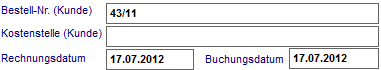 Bestell-Nr. (Kunde) 43/11
Kostenstelle (Kunde)
Rechnungsdatum 17.07.2012 Buchungsdatum 17.07.2012